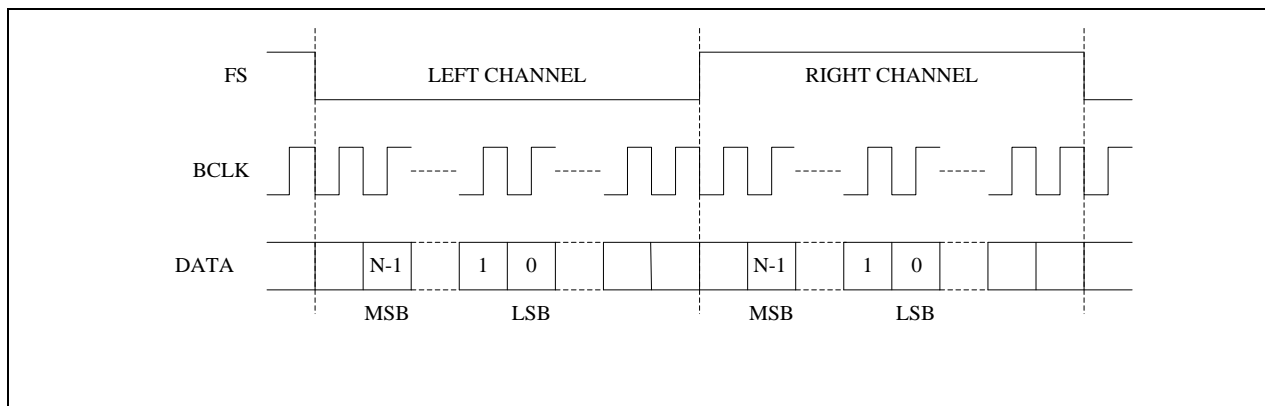 FS LEFT CHANNEL RIGHT CHANNEL
BCLK
DATA N-1 1 0 N-1 1 0
MSB LSB MSB LSB